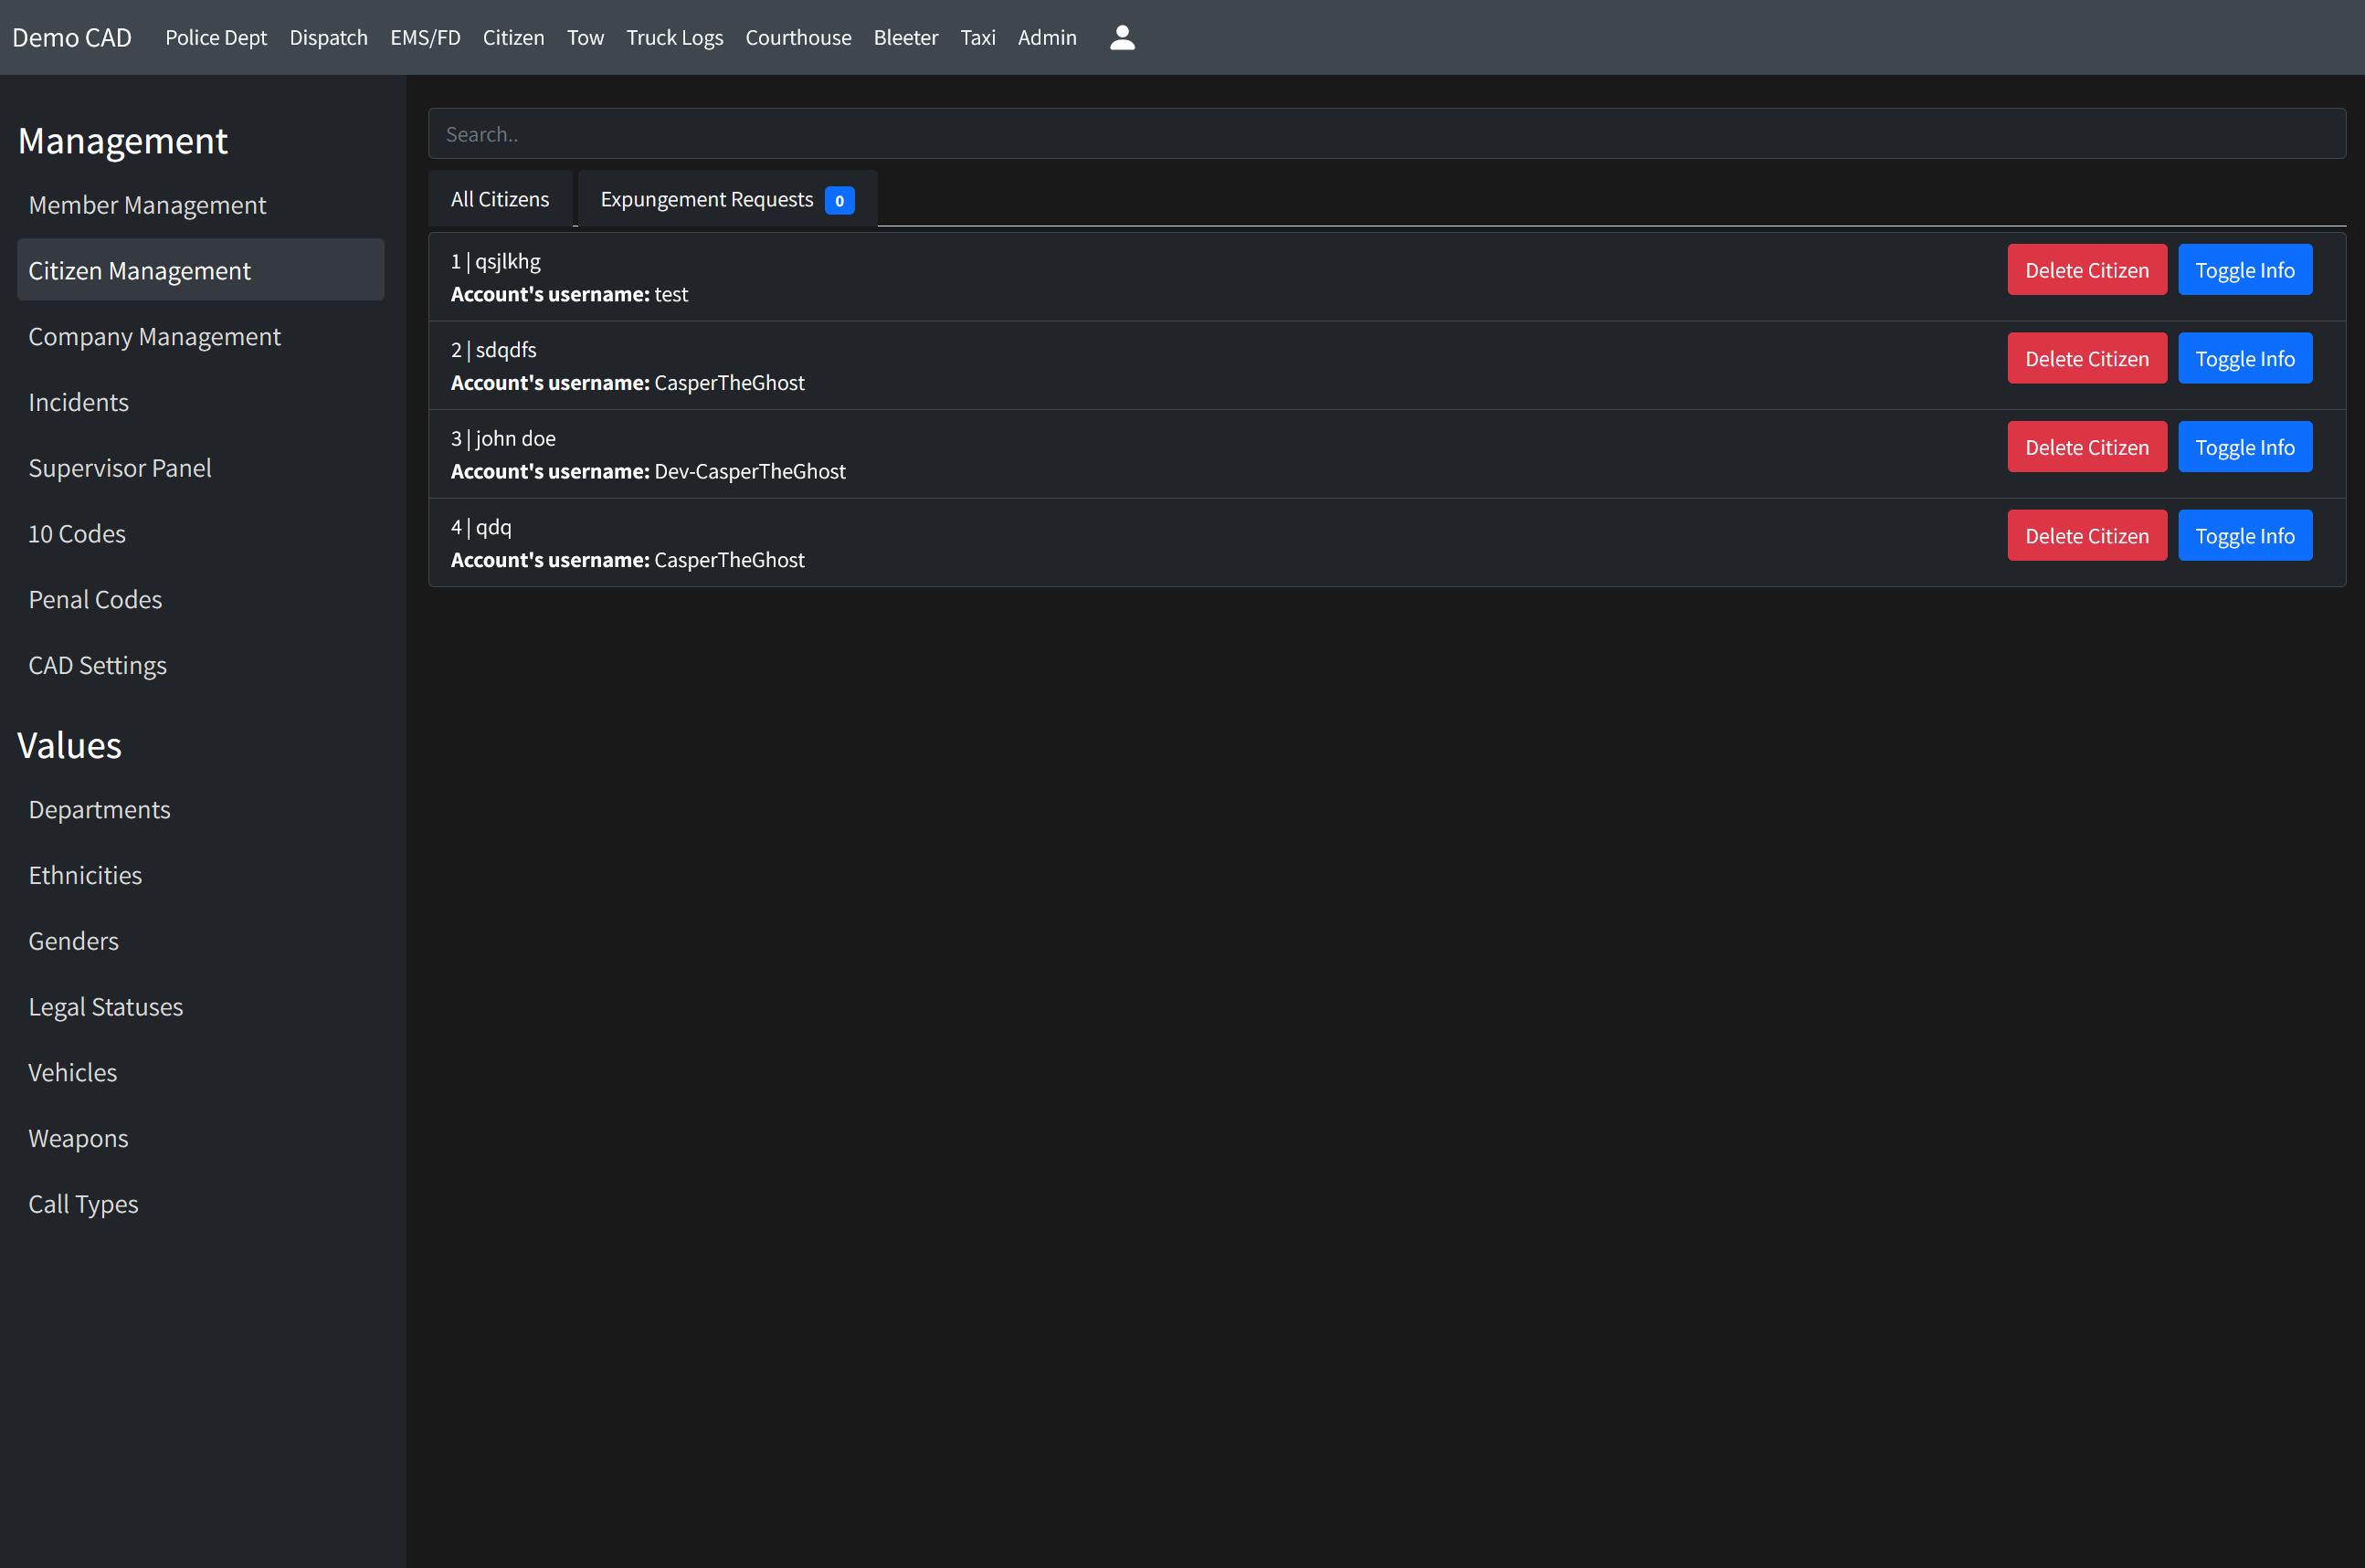 Demo CAD Police Dept Dispatch EMS/FD Citizen Tow Truck Logs Courthouse Bleeter Taxi Admin
Management
Member Management
Citizen Management
Company Management
Incidents
Supervisor Panel
10 Codes
Penal Codes
CAD Settings
Values
Departments
Ethnicities
Genders
Legal Statuses
Vehicles
Weapons
Call Types
Search..
All Citizens Expungement Requests 0
1 | qsjlkhg
Account's username: test
Delete Citizen Toggle Info
2 | sdqdfs
Account's username: CasperTheGhost
Delete Citizen Toggle Info
3 | john doe
Account's username: Dev-CasperTheGhost
Delete Citizen Toggle Info
4 | qdq
Account's username: CasperTheGhost
Delete Citizen Toggle Info